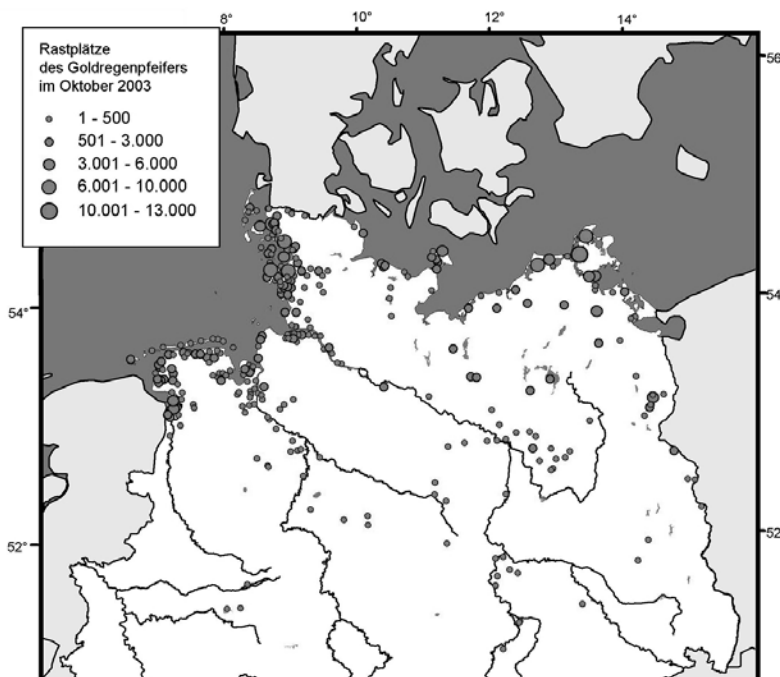 8° 10° 12° 14°
Rastplätze
des Goldregenpfeifers
im Oktober 2003
1 - 500
501 - 3.000
3.001 - 6.000
6.001 - 10.000
10.001 - 13.000
56
54° 54°
52° 52